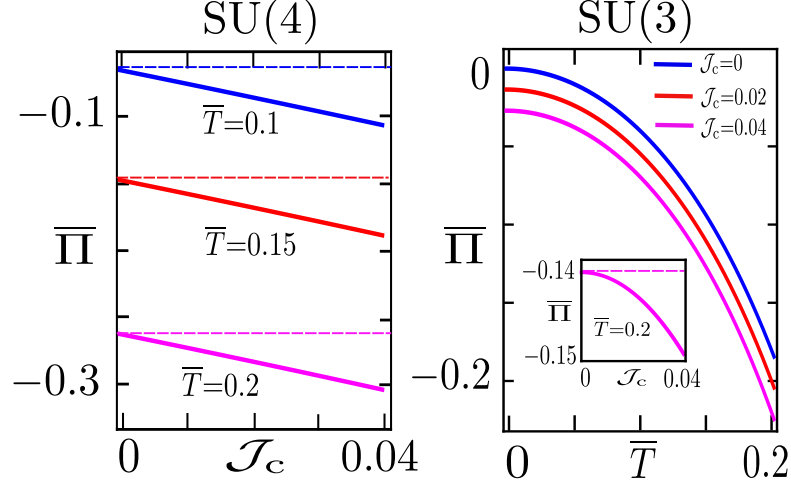 SU(4)
−0.1
−0.3
Π̅
T̅=0.1
T̅=0.15
T̅=0.2
0
𝒥c
0.04
SU(3)
0
−0.2
Π̅
𝒥c=0
𝒥c=0.02
𝒥c=0.04
−0.14
Π̅
T̅=0.2
−0.15
0
𝒥c
0.04
0
T̅
0.2